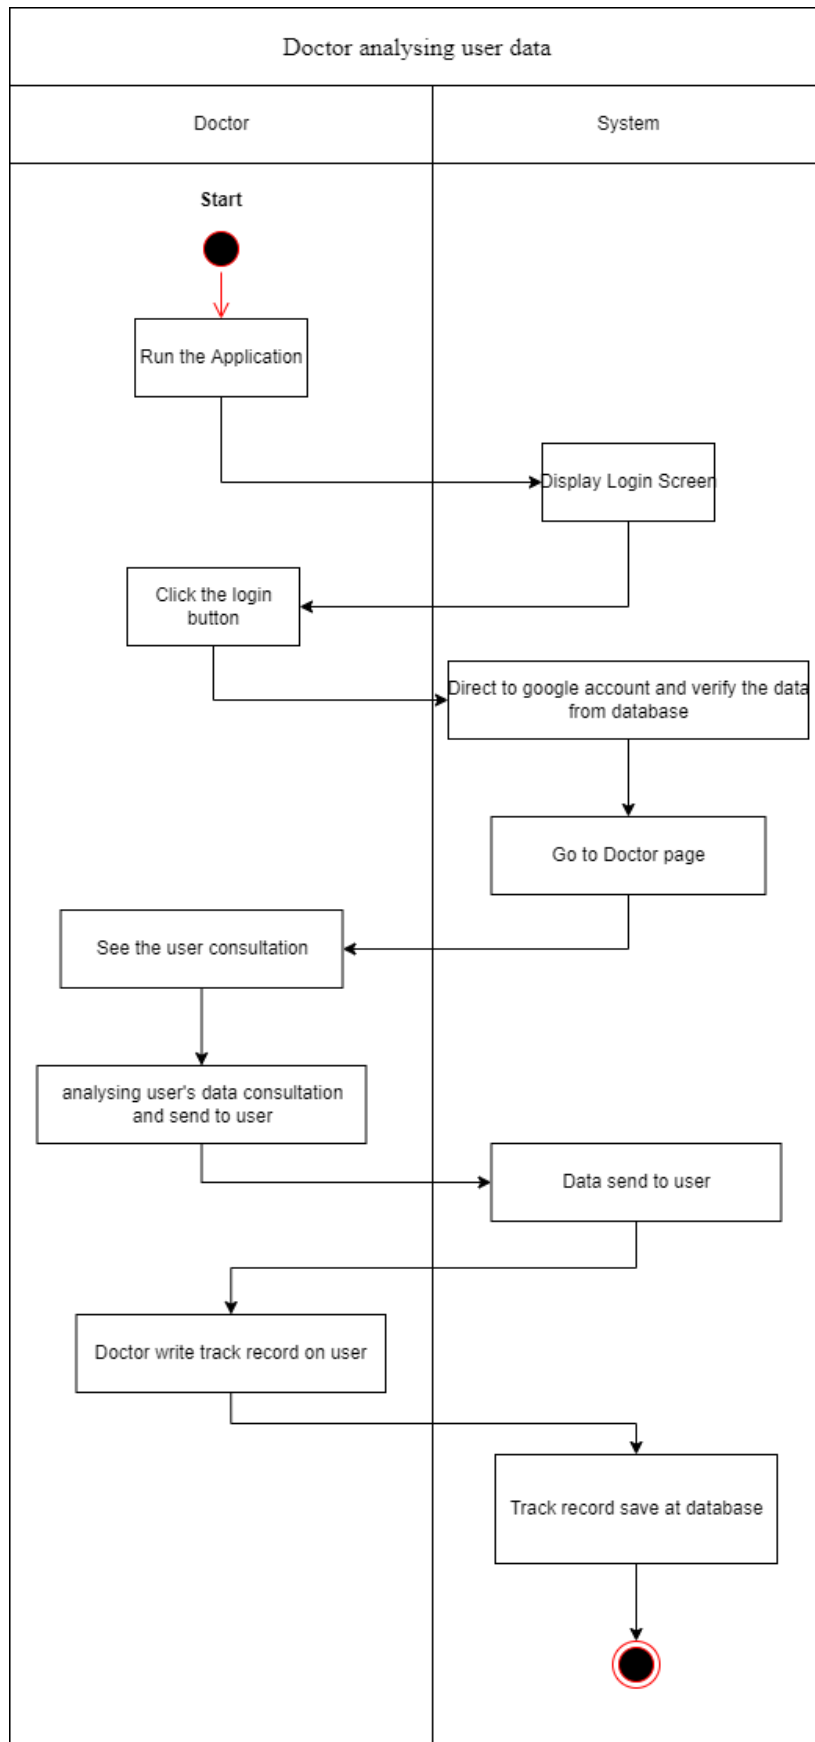 Doctor analysing user data
Doctor
System
Start
Run the Application
Display Login Screen
Click the login
button
Direct to google account and verify the data
from database
Go to Doctor page
See the user consultation
analysing user's data consultation
and send to user
Data send to user
Doctor write track record on user
Track record save at database